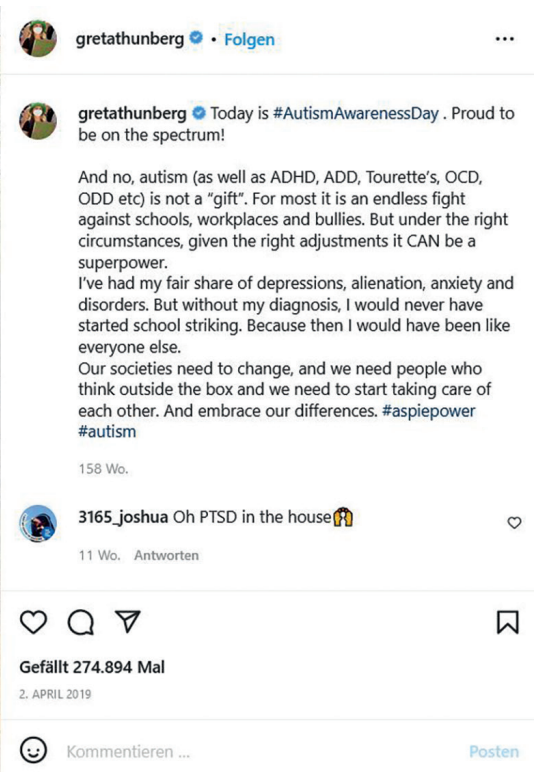 gretathunberg • Folgen
gretathunberg Today is #AutismAwarenessDay . Proud to
be on the spectrum!
And no, autism (as well as ADHD, ADD, Tourette’s, OCD,
ODD etc) is not a “gift”. For most it is an endless fight
against schools, workplaces and bullies. But under the right
circumstances, given the right adjustments it CAN be a
superpower.
I’ve had my fair share of depressions, alienation, anxiety and
disorders. But without my diagnosis, I would never have
started school striking. Because then I would have been like
everyone else.
Our societies need to change, and we need people who
think outside the box and we need to start taking care of
each other. And embrace our differences. #aspiepower
#autism
158 Wo.
3165_joshua Oh PTSD in the house🙌
11 Wo. Antworten
Gefällt 274.894 Mal
2. APRIL 2019
Kommentieren ... Posten